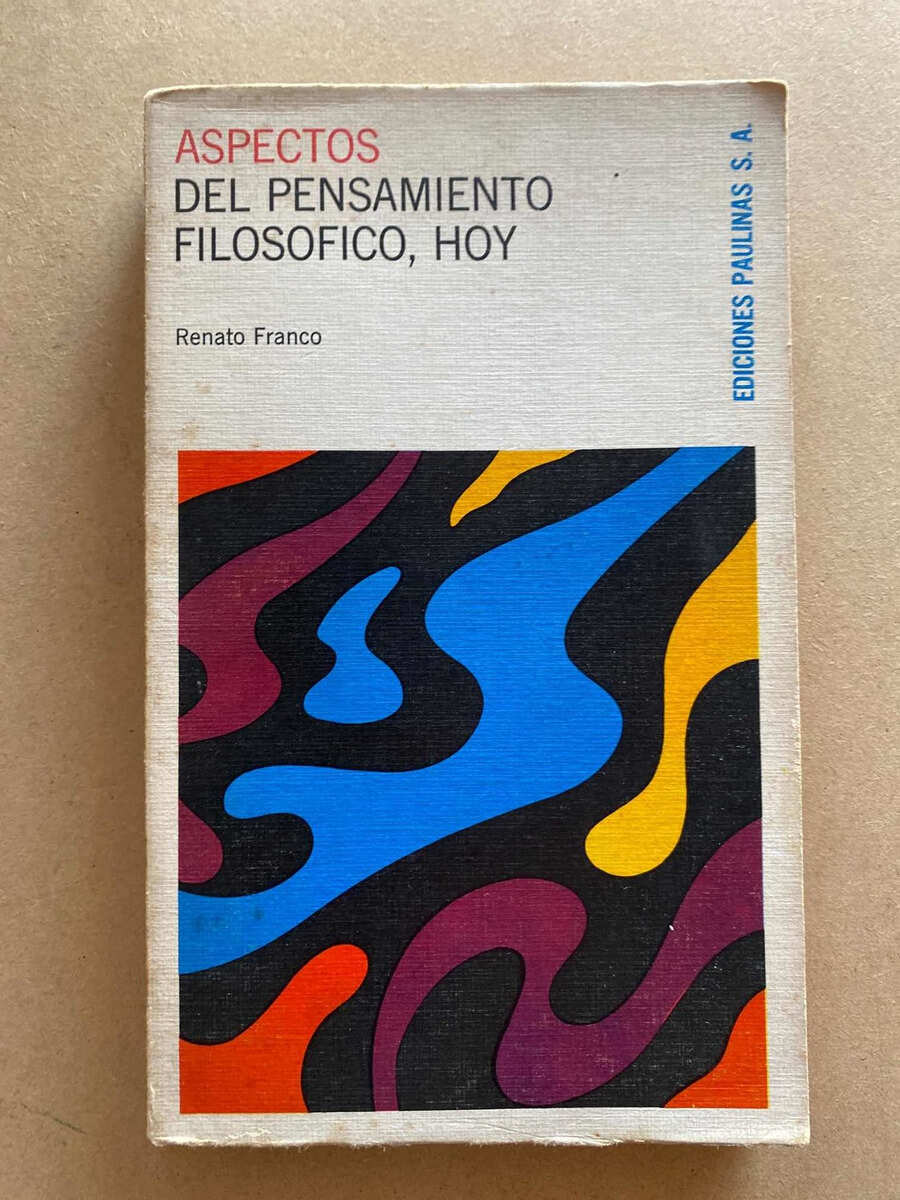 ASPECTOS
DEL PENSAMIENTO
FILOSOFICO, HOY
Renato Franco
EDICIONES PAULINAS S. A.